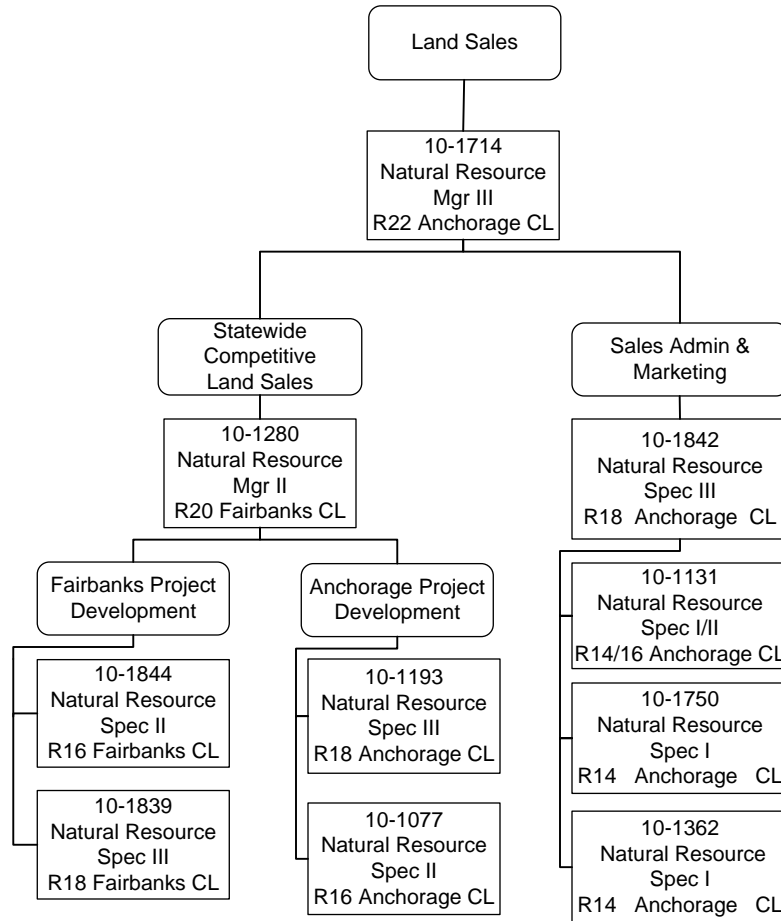 Land Sales
10-1714
Natural Resource
Mgr III
R22 Anchorage CL
Statewide
Competitive
Land Sales
Sales Admin &
Marketing
10-1280
Natural Resource
Mgr II
R20 Fairbanks CL
10-1842
Natural Resource
Spec III
R18 Anchorage CL
Fairbanks Project
Development
Anchorage Project
Development
10-1131
Natural Resource
Spec I/II
R14/16 Anchorage CL
10-1844
Natural Resource
Spec II
R16 Fairbanks CL
10-1193
Natural Resource
Spec III
R18 Anchorage CL
10-1750
Natural Resource
Spec I
R14 Anchorage CL
10-1839
Natural Resource
Spec III
R18 Fairbanks CL
10-1077
Natural Resource
Spec II
R16 Anchorage CL
10-1362
Natural Resource
Spec I
R14 Anchorage CL